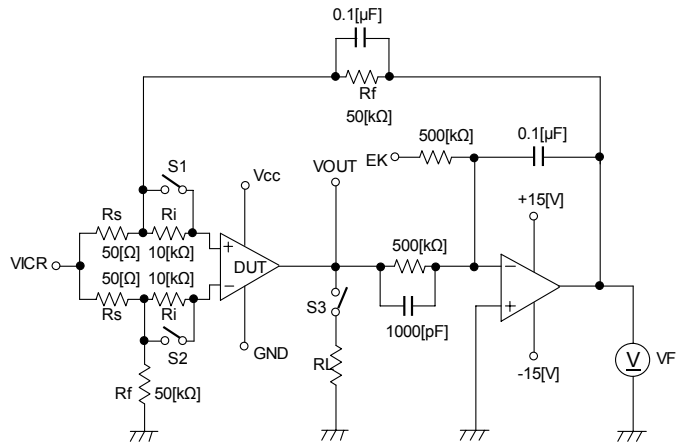 0.1[µF]
Rf
50[kΩ]
500[kΩ]
0.1[µF]
EK
VOUT
S1
Vcc
+15[V]
Rs
Ri
50[Ω]
10[kΩ]
500[kΩ]
VICR
+
DUT
−
−
+
50[Ω]
10[kΩ]
Rs
Ri
S2
S3
1000[pF]
GND
RL
-15[V]
V
VF
Rf
50[kΩ]